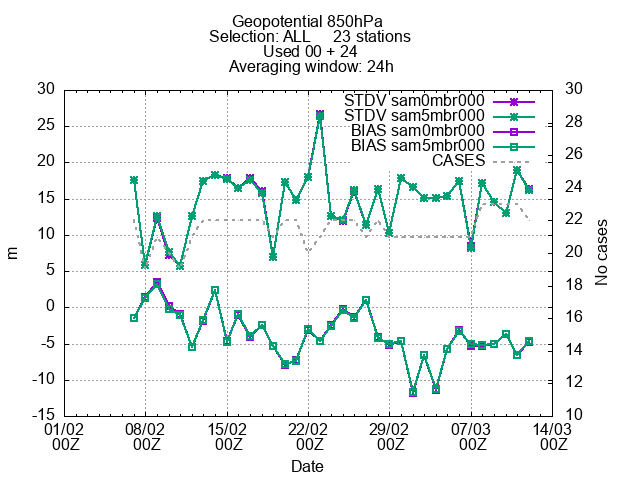 Geopotential 850hPa
Selection: ALL 23 stations
Used 00 + 24
Averaging window: 24h
STDV sam0mbr000
STDV sam5mbr000
BIAS sam0mbr000
BIAS sam5mbr000
CASES
30
25
20
15
10
5
0
-5
-10
-15
m
30
28
26
24
22
20
18
16
14
12
10
No cases
01/02 08/02 15/02 22/02 29/02 07/03 14/03
00Z 00Z 00Z 00Z 00Z 00Z 00Z
Date